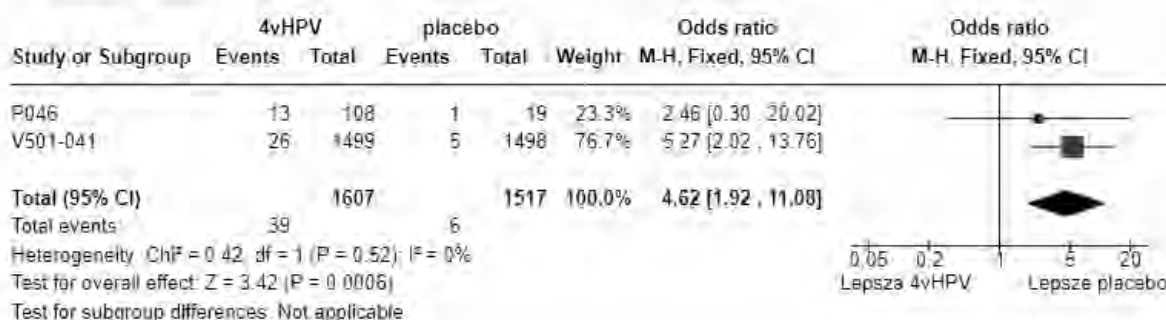 4vHPV placebo Odds ratio Odds ratio
Study or Subgroup Events Total Events Total Weight M-H, Fixed, 95% CI M-H, Fixed, 95% CI
P046 13 108 1 19 23.3% 2.46 [0.30 , 20.02]
V501-041 26 1499 5 1498 76.7% 5.27 [2.02 , 13.76]
Total (95% CI) 1607 1517 100.0% 4.62 [1.92 , 11.08]
Total events 39 6
Heterogeneity: Chi² = 0.42, df = 1 (P = 0.52); I² = 0%
Test for overall effect: Z = 3.42 (P = 0.0006)
Test for subgroup differences: Not applicable
0.05 0.2 1 5 20
Lepsza 4vHPV Lepsze placebo